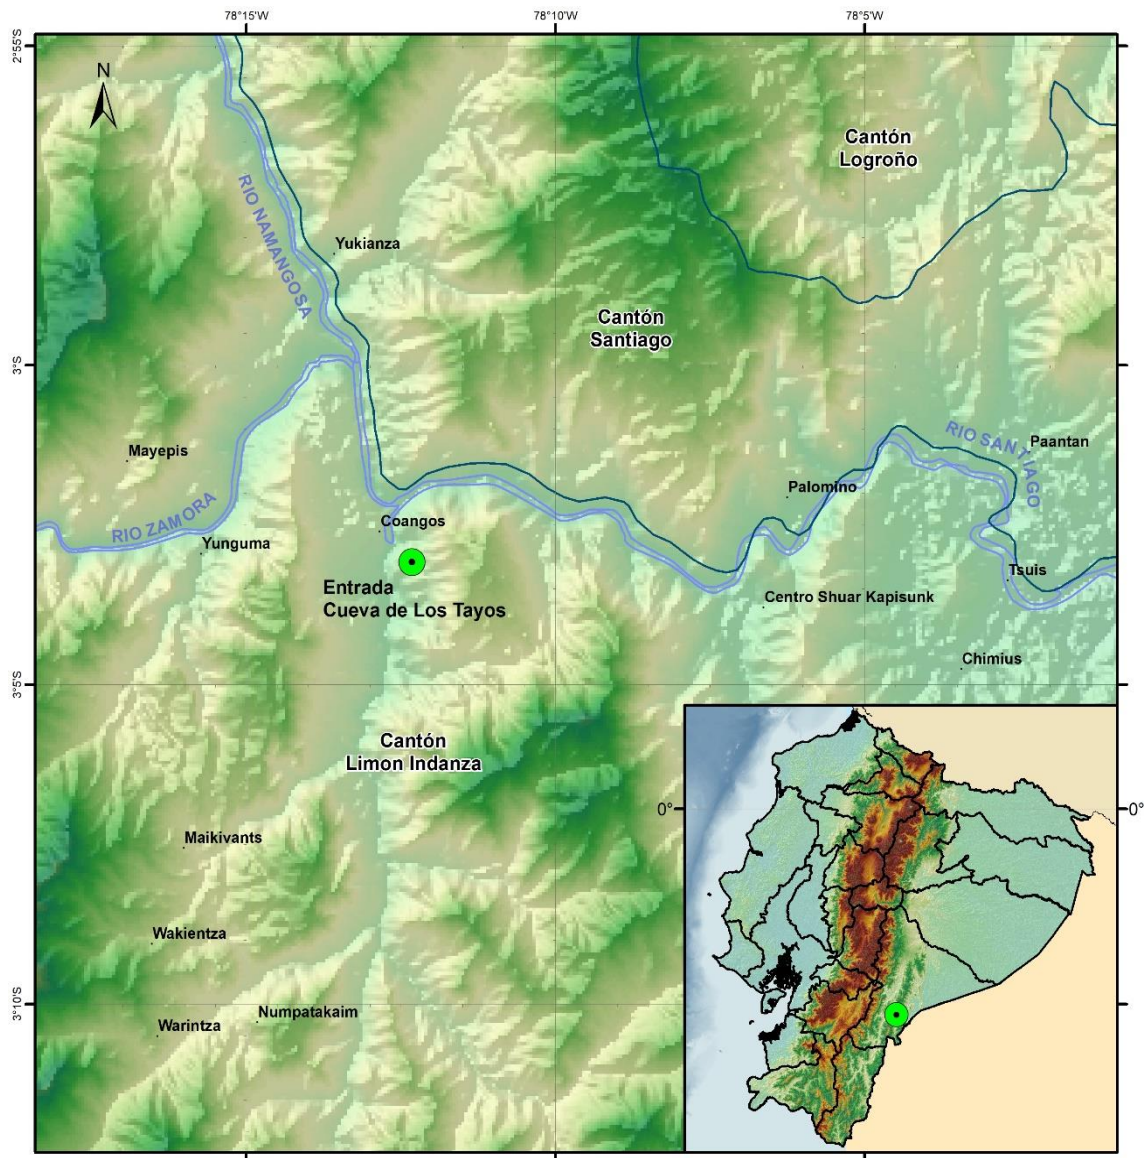 78°15'W
78°10'W
78°5'W
2°55'S
N
Cantón
Logroño
RIO NAMANGOSA
Yukianza
Cantón
Santiago
3°S
Mayepis
RIO SANTIAGO
Paantan
RIO ZAMORA
Palomino
Coangos
Yunguma
Entrada
Cueva de Los Tayos
Tsuis
Centro Shuar Kapisunk
Chimius
3°5'S
Cantón
Limon Indanza
0°
0°
Maikivants
Wakientza
3°10'S
Numpatakaim
Warintza